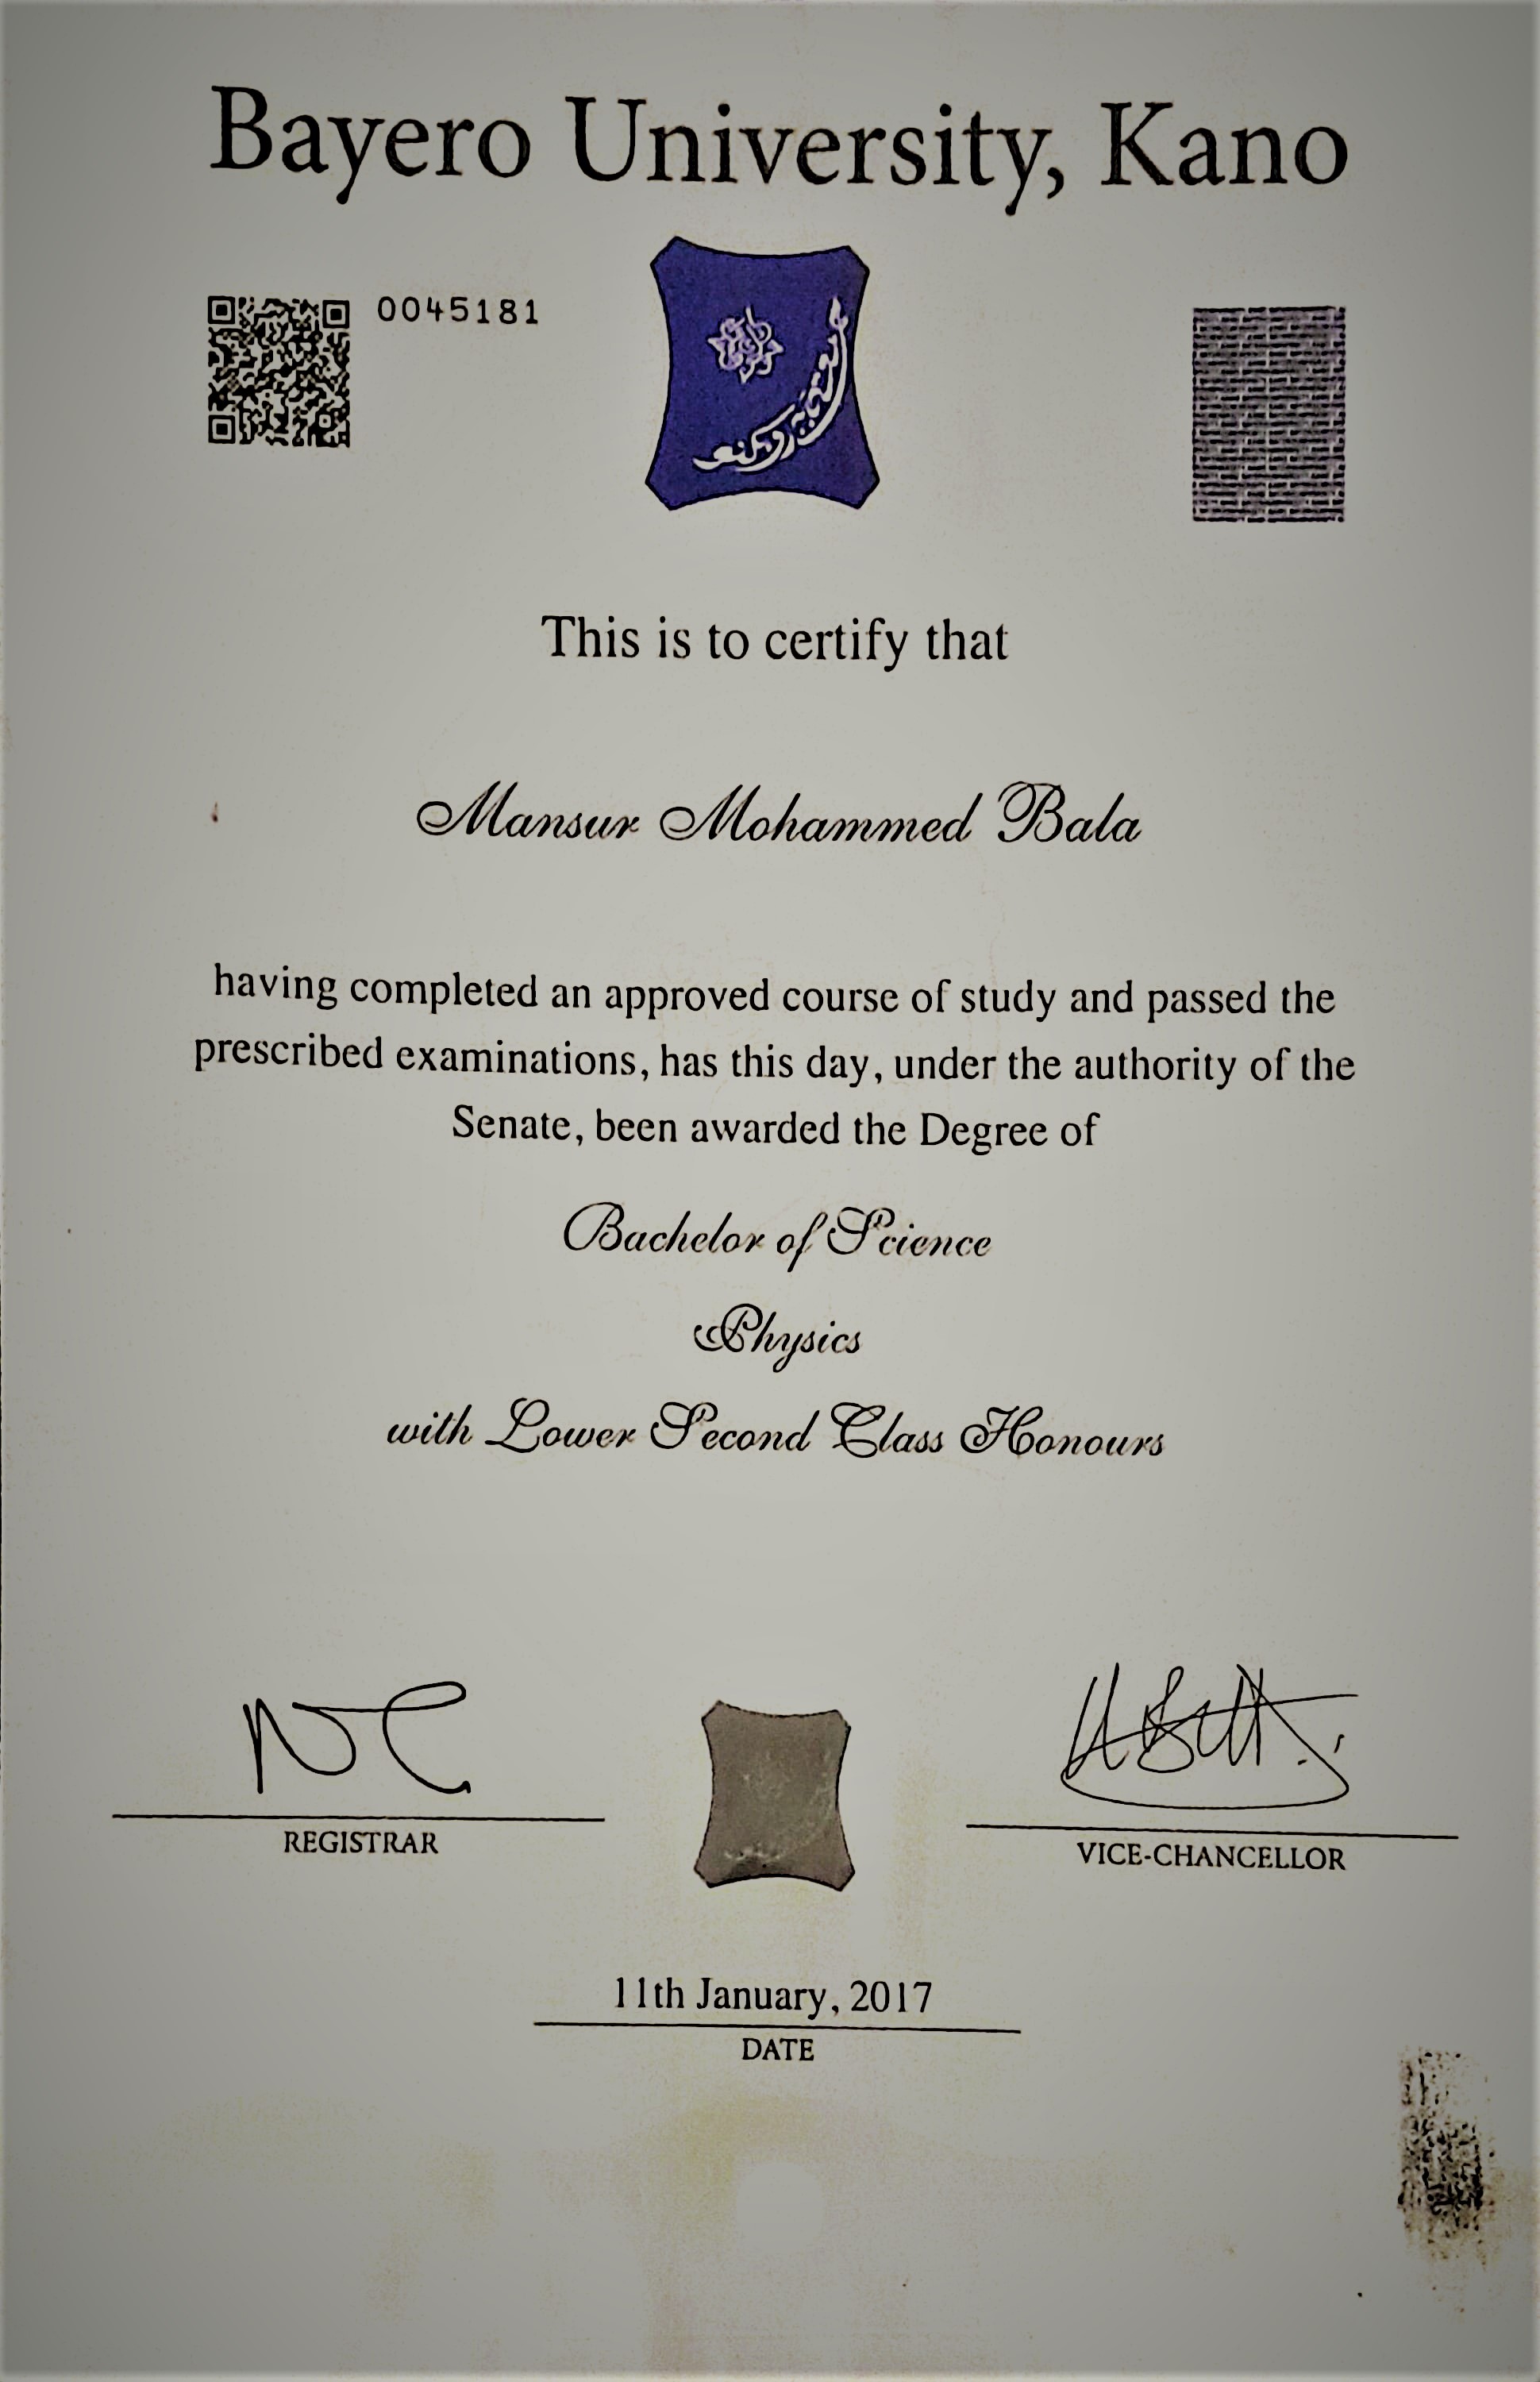 Bayero University, Kano
0045181
This is to certify that
Mansur Mohammed Bala
having completed an approved course of study and passed the
prescribed examinations, has this day, under the authority of the
Senate, been awarded the Degree of
Bachelor of Science
Physics
with Lower Second Class Honours
REGISTRAR
VICE-CHANCELLOR
11th January, 2017
DATE